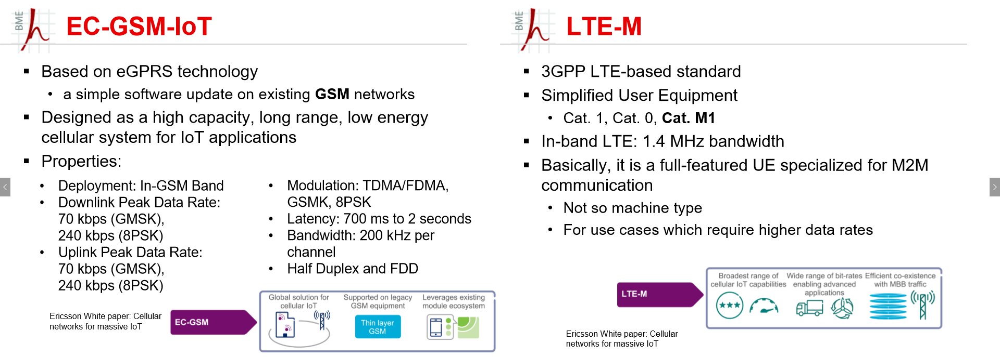 BME
EC-GSM-IoT
Based on eGPRS technology
a simple software update on existing GSM networks
Designed as a high capacity, long range, low energy
cellular system for IoT applications
Properties:
Deployment: In-GSM Band
Downlink Peak Data Rate:
70 kbps (GMSK),
240 kbps (8PSK)
Uplink Peak Data Rate:
70 kbps (GMSK),
240 kbps (8PSK)
Modulation: TDMA/FDMA,
GSMK, 8PSK
Latency: 700 ms to 2 seconds
Bandwidth: 200 kHz per
channel
Half Duplex and FDD
Ericsson White paper: Cellular
networks for massive IoT
EC-GSM
Global solution for
cellular IoT
Supported on legacy
GSM equipment
Thin layer
GSM
Leverages existing
module ecosystem
BME
LTE-M
3GPP LTE-based standard
Simplified User Equipment
Cat. 1, Cat. 0, Cat. M1
In-band LTE: 1.4 MHz bandwidth
Basically, it is a full-featured UE specialized for M2M
communication
Not so machine type
For use cases which require higher data rates
LTE-M
Broadest range of
cellular IoT capabilities
Wide range of bit-rates
enabling advanced
applications
Efficient co-existence
with MBB traffic
Ericsson White paper: Cellular
networks for massive IoT